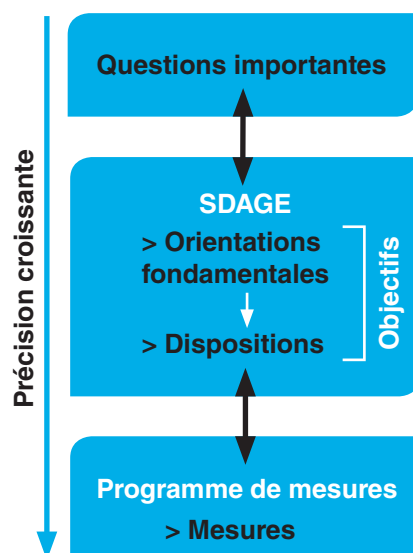 Questions importantes
SDAGE
> Orientations
fondamentales
> Dispositions
Objectifs
Programme de mesures
> Mesures
Précision croissante